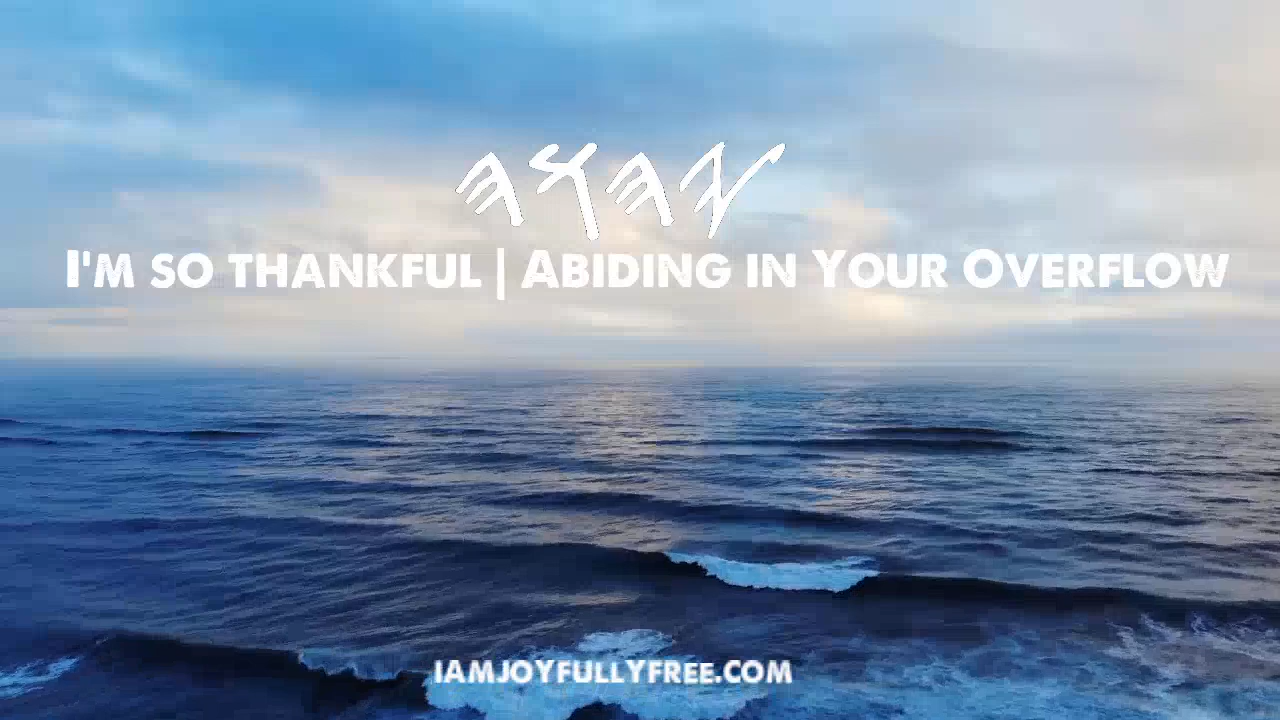 𐤉𐤄𐤅𐤄
I'm so thankful | Abiding in Your Overflow
iamjoyfullyfree.com